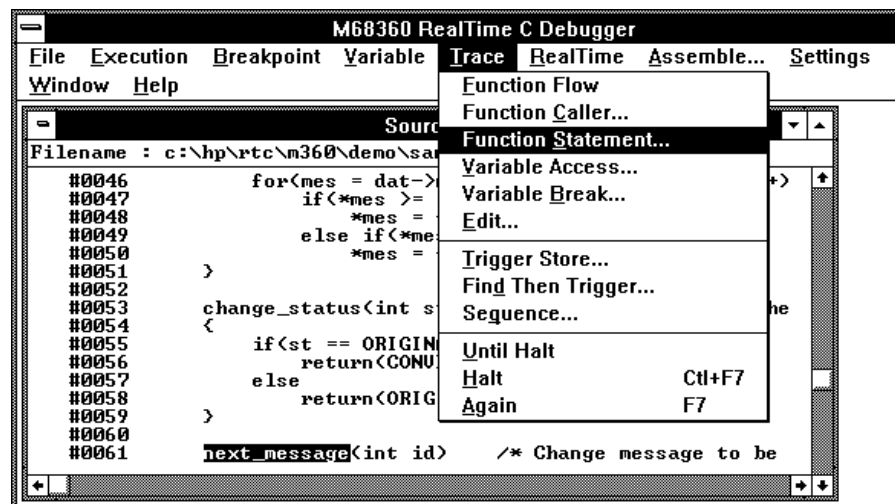 M68360 RealTime C Debugger
File Execution Breakpoint Variable Trace RealTime Assemble... Settings
Window Help
Function Flow
Function Caller...
Function Statement...
Variable Access...
Variable Break...
Edit...
Trigger Store...
Find Then Trigger...
Sequence...
Until Halt
Halt Ctl+F7
Again F7
Sourc
Filename : c:\hp\rtc\m360\demo\sa
#0046 for(mes = dat-> +)
#0047 if(*mes >=
#0048 *mes =
#0049 else if(*mes
#0050 *mes =
#0051 }
#0052
#0053 change_status(int s he
#0054 {
#0055 if(st == ORIGIN
#0056 return(CONV
#0057 else
#0058 return(ORIG
#0059 }
#0060
#0061 next_message(int id) /* Change message to be